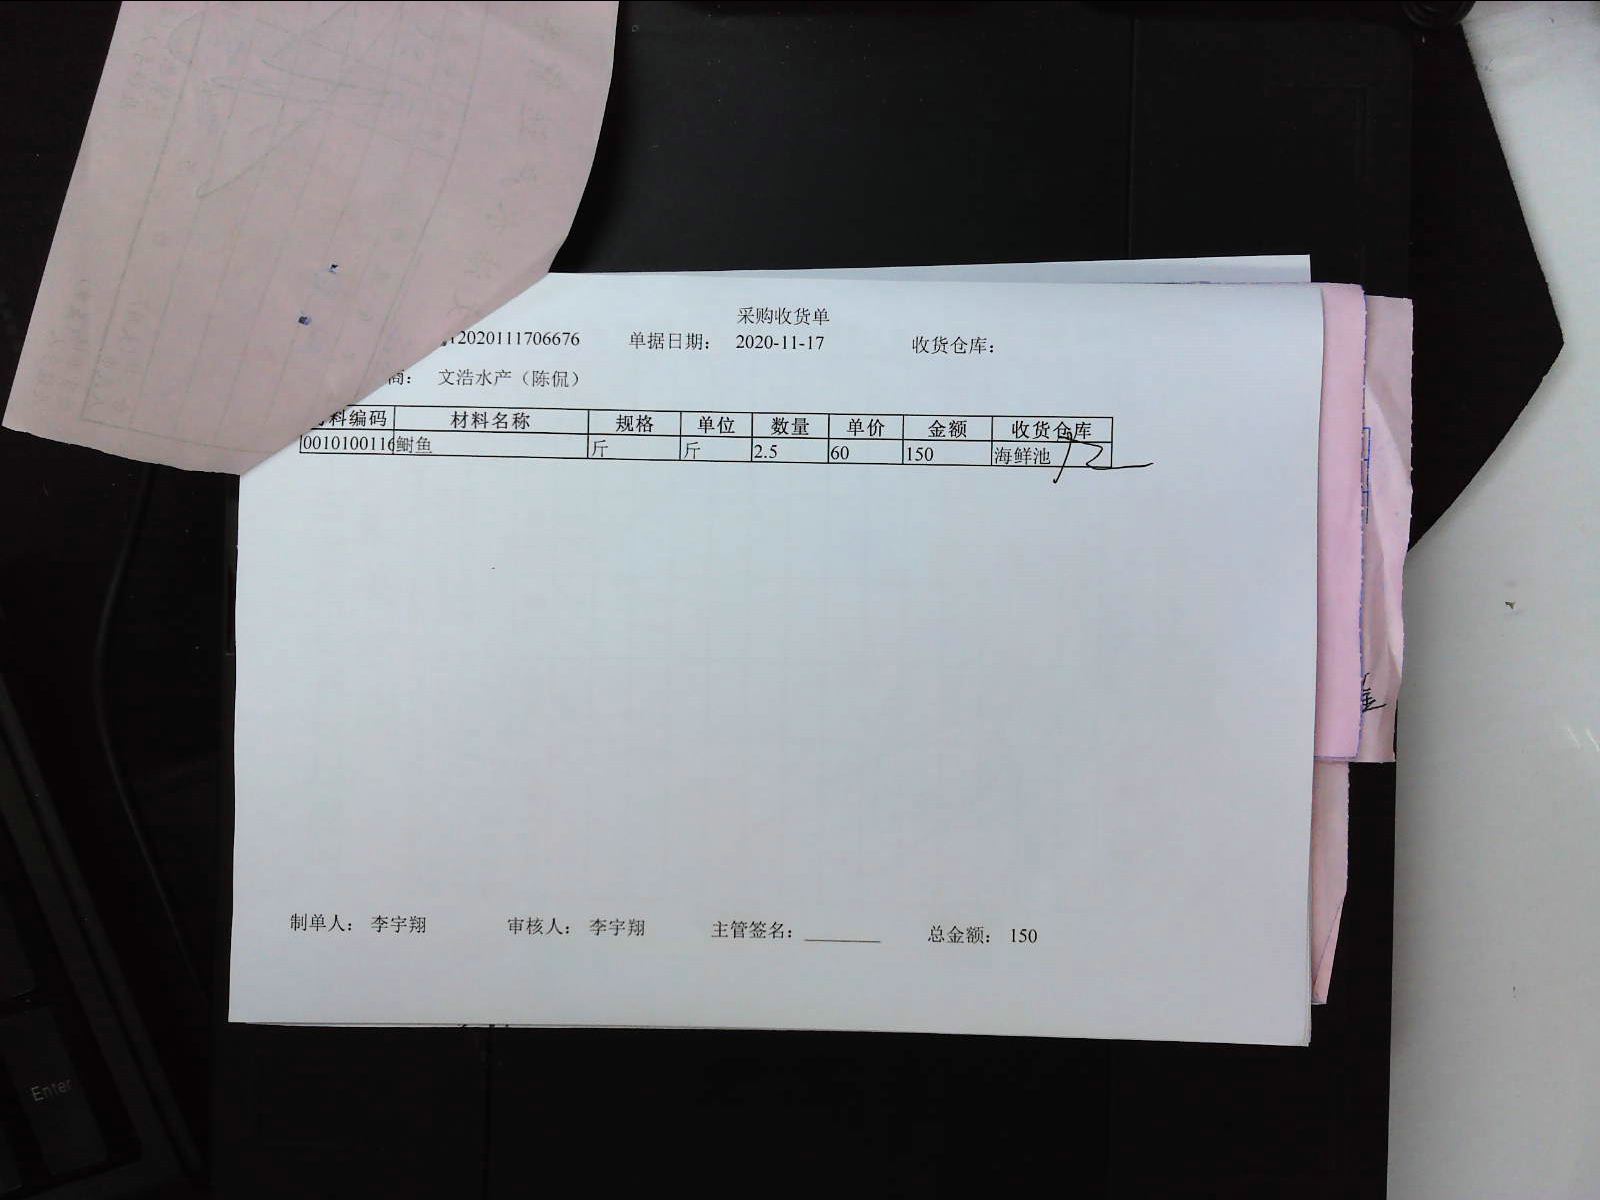 采购收货单
12020111706676 单据日期： 2020-11-17 收货仓库：
商： 文浩水产（陈侃）
料编码 材料名称 规格 单位 数量 单价 金额 收货仓库
0010100116 鲥鱼 斤 斤 2.5 60 150 海鲜池
制单人： 李宇翔 审核人： 李宇翔 主管签名： 总金额： 150
Enter